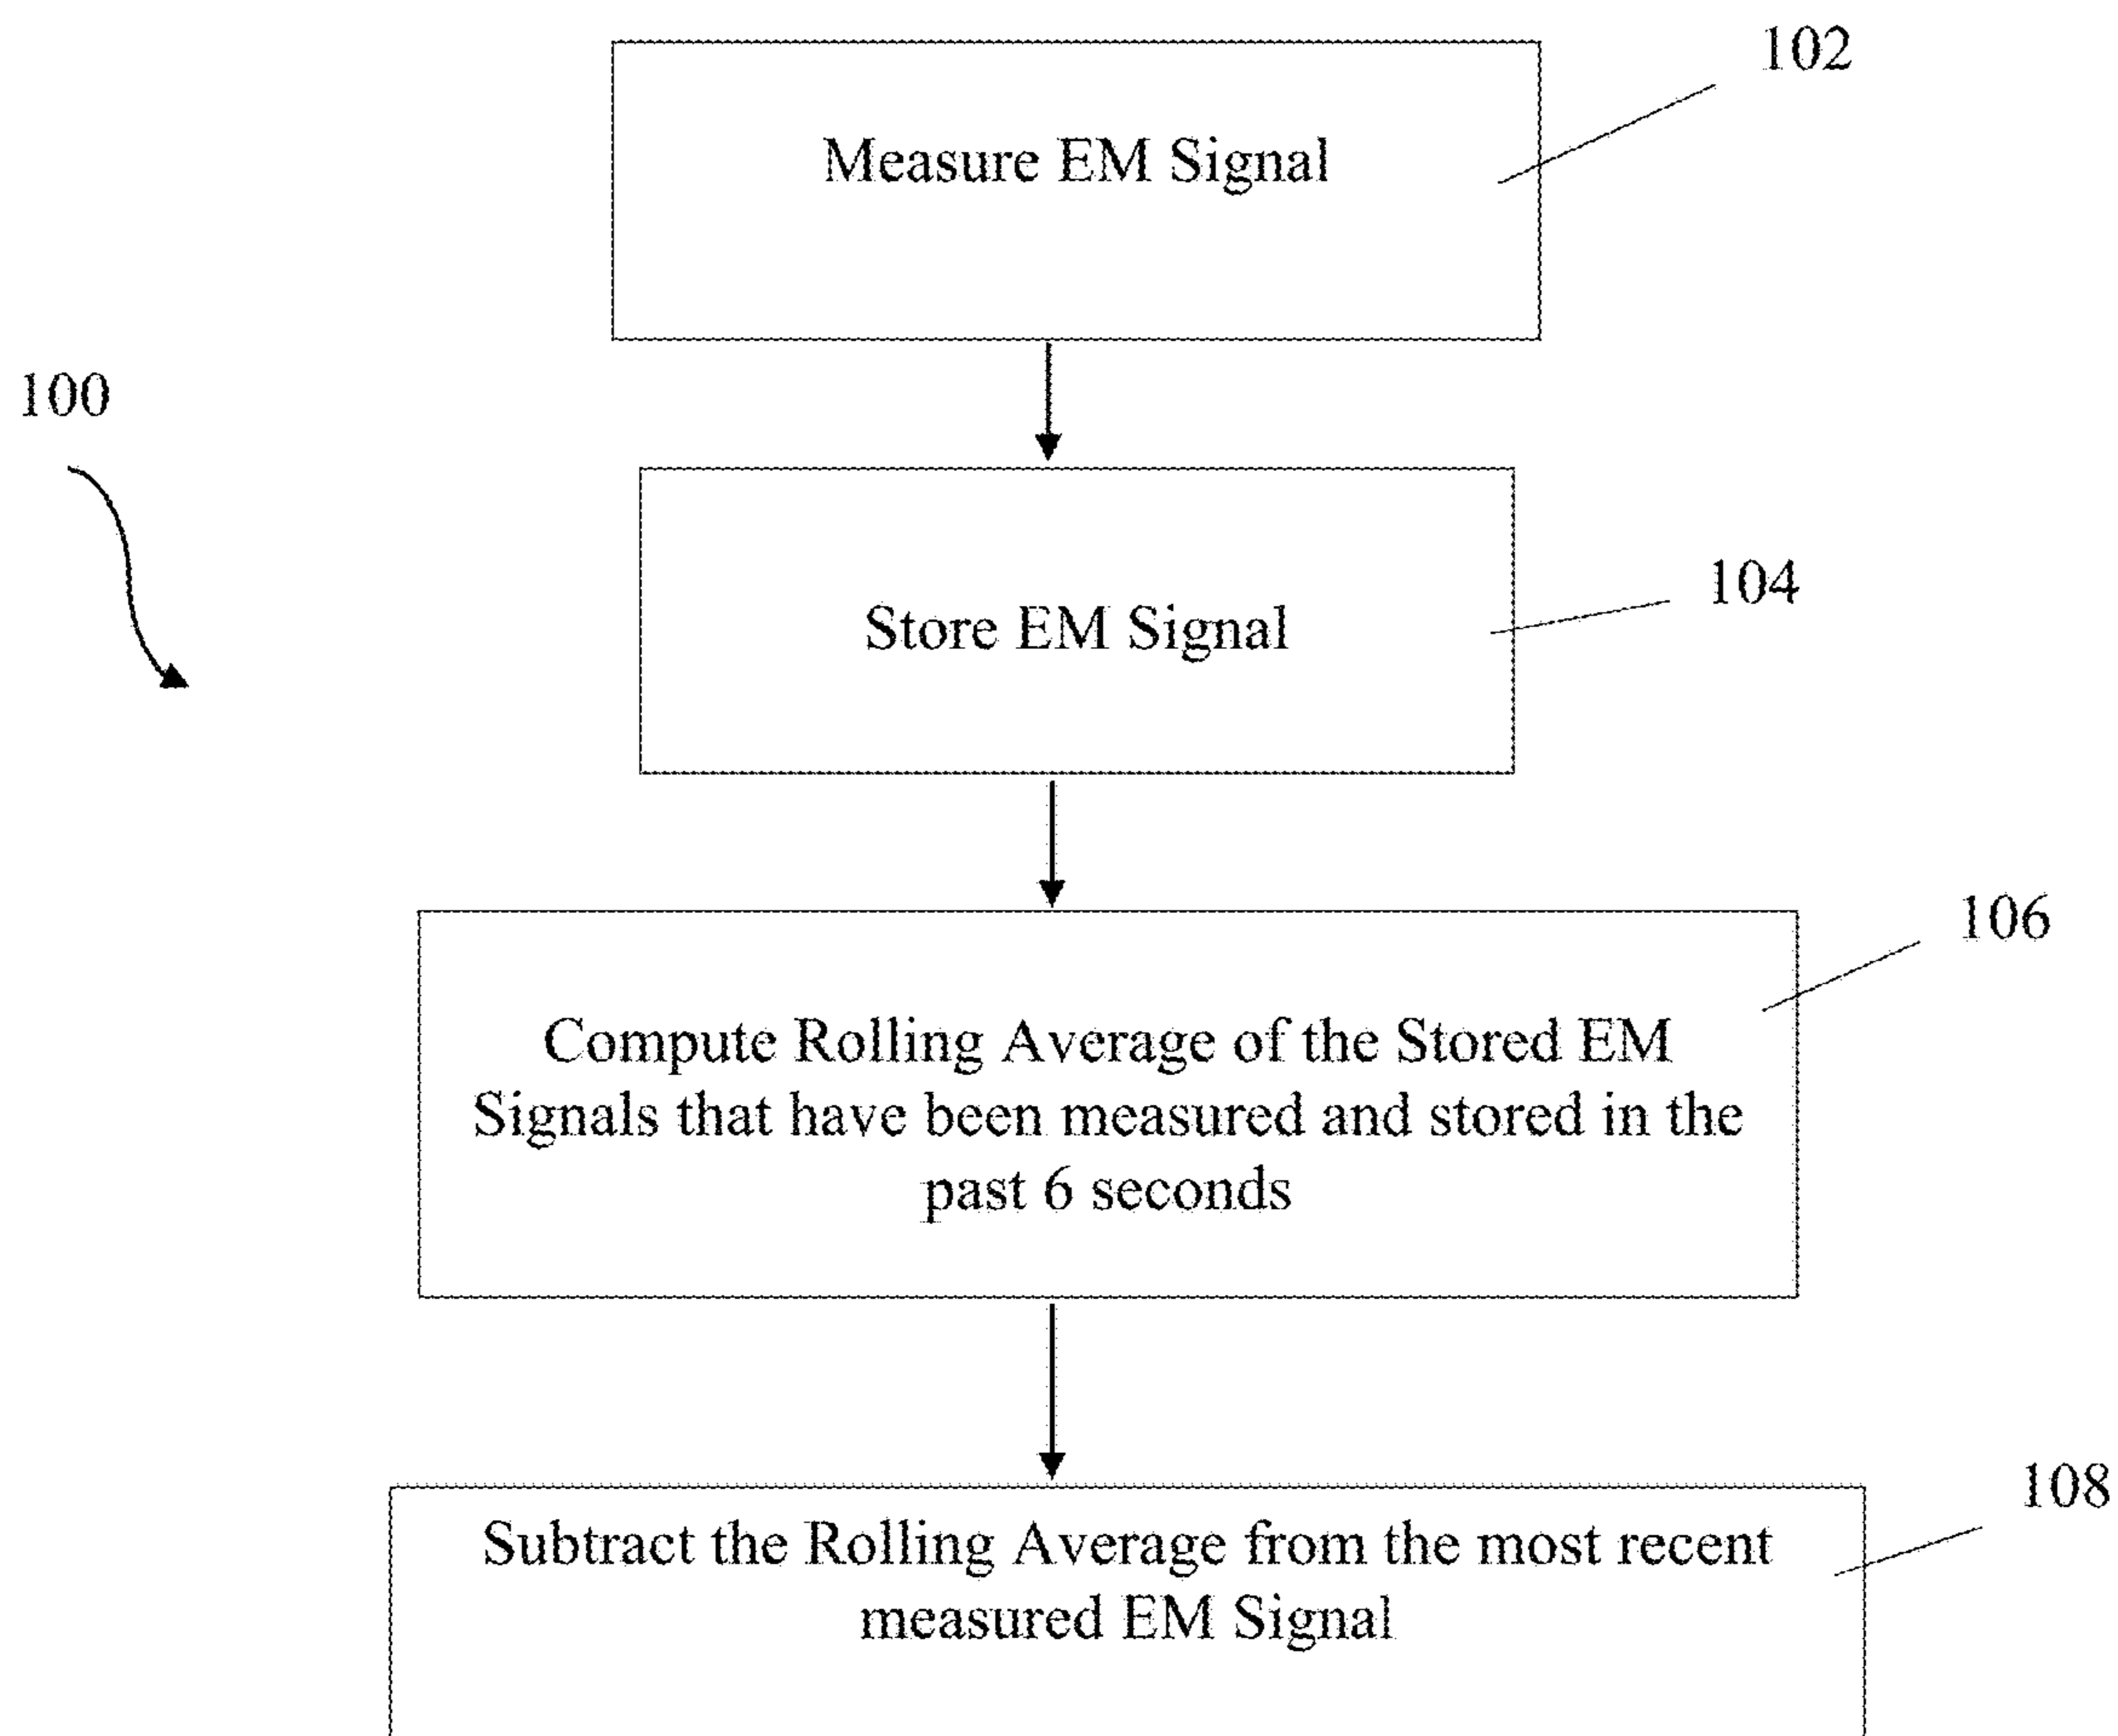 102
Measure EM Signal
100
104
Store EM Signal
106
Compute Rolling Average of the Stored EM
Signals that have been measured and stored in the
past 6 seconds
108
Subtract the Rolling Average from the most recent
measured EM Signal